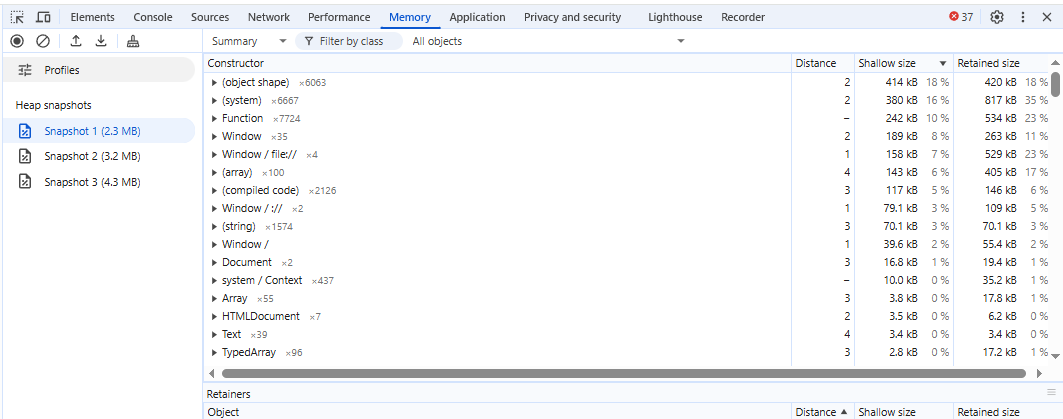 Elements Console Sources Network Performance Memory Application Privacy and security Lighthouse Recorder 37
Summary Filter by class All objects
Profiles
Heap snapshots
Snapshot 1 (2.3 MB)
Snapshot 2 (3.2 MB)
Snapshot 3 (4.3 MB)
Constructor Distance Shallow size Retained size
(object shape) ×6063 2 414 kB 18 % 420 kB 18 %
(system) ×6667 2 380 kB 16 % 817 kB 35 %
Function ×7724 – 242 kB 10 % 534 kB 23 %
Window ×35 2 189 kB 8 % 263 kB 11 %
Window / file:// ×4 1 158 kB 7 % 529 kB 23 %
(array) ×100 4 143 kB 6 % 405 kB 17 %
(compiled code) ×2126 3 117 kB 5 % 146 kB 6 %
Window / :// ×2 1 79.1 kB 3 % 109 kB 5 %
(string) ×1574 3 70.1 kB 3 % 70.1 kB 3 %
Window / 1 39.6 kB 2 % 55.4 kB 2 %
Document ×2 3 16.8 kB 1 % 19.4 kB 1 %
system / Context ×437 – 10.0 kB 0 % 35.2 kB 1 %
Array ×55 3 3.8 kB 0 % 17.8 kB 1 %
HTMLDocument ×7 2 3.5 kB 0 % 6.2 kB 0 %
Text ×39 4 3.4 kB 0 % 3.4 kB 0 %
TypedArray ×96 3 2.8 kB 0 % 17.2 kB 1 %
Retainers
Object Distance Shallow size Retained size